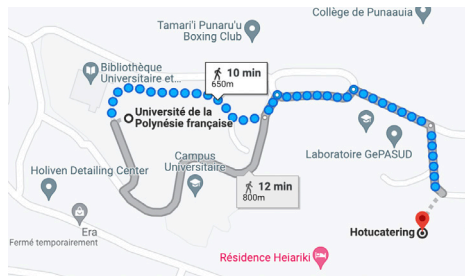 Collège de Punaauia
Tamari'i Punaru'u
Boxing Club
Bibliothèque
Universitaire et...
10 min
650m
Université de la
Polynésie française
Laboratoire GePASUD
Campus
Universitaire
Holiven Detailing Center
12 min
800m
Era
Fermé temporairement
Hotucatering
Résidence Heiariki